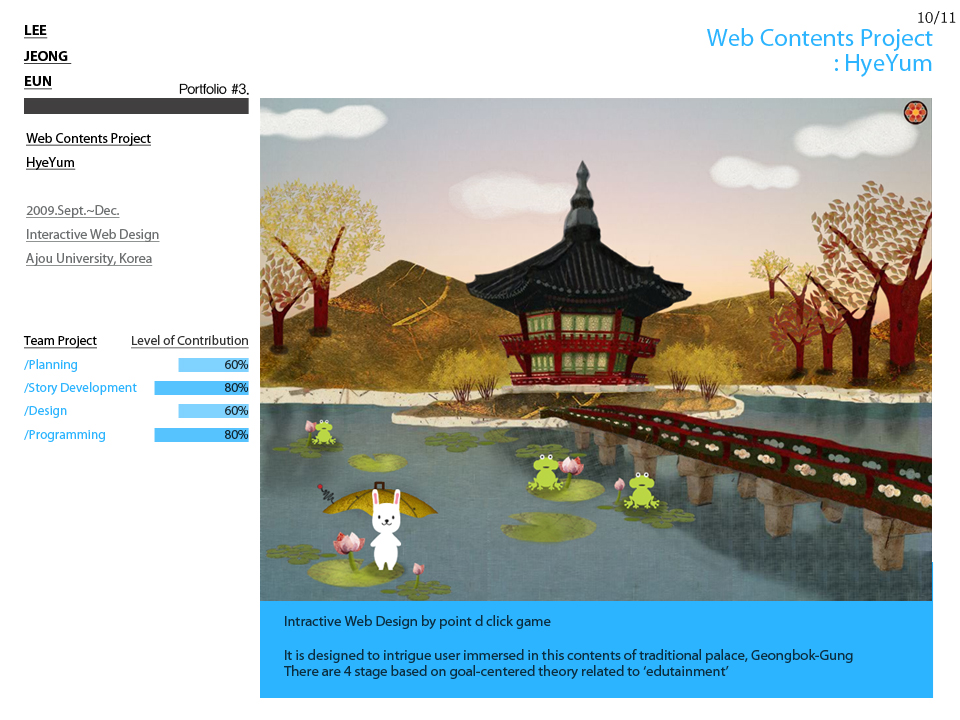 10/11
LEE
JEONG
EUN
Web Contents Project
: HyeYum
Portfolio #3.
Web Contents Project
HyeYum
2009.Sept.~Dec.
Interactive Web Design
Ajou University, Korea
Team Project Level of Contribution
/Planning 60%
/Story Development 80%
/Design 60%
/Programming 80%
Intractive Web Design by point d click game
It is designed to intrigue user immersed in this contents of traditional palace, Geongbok-Gung
There are 4 stage based on goal-centered theory related to ‘edutainment’